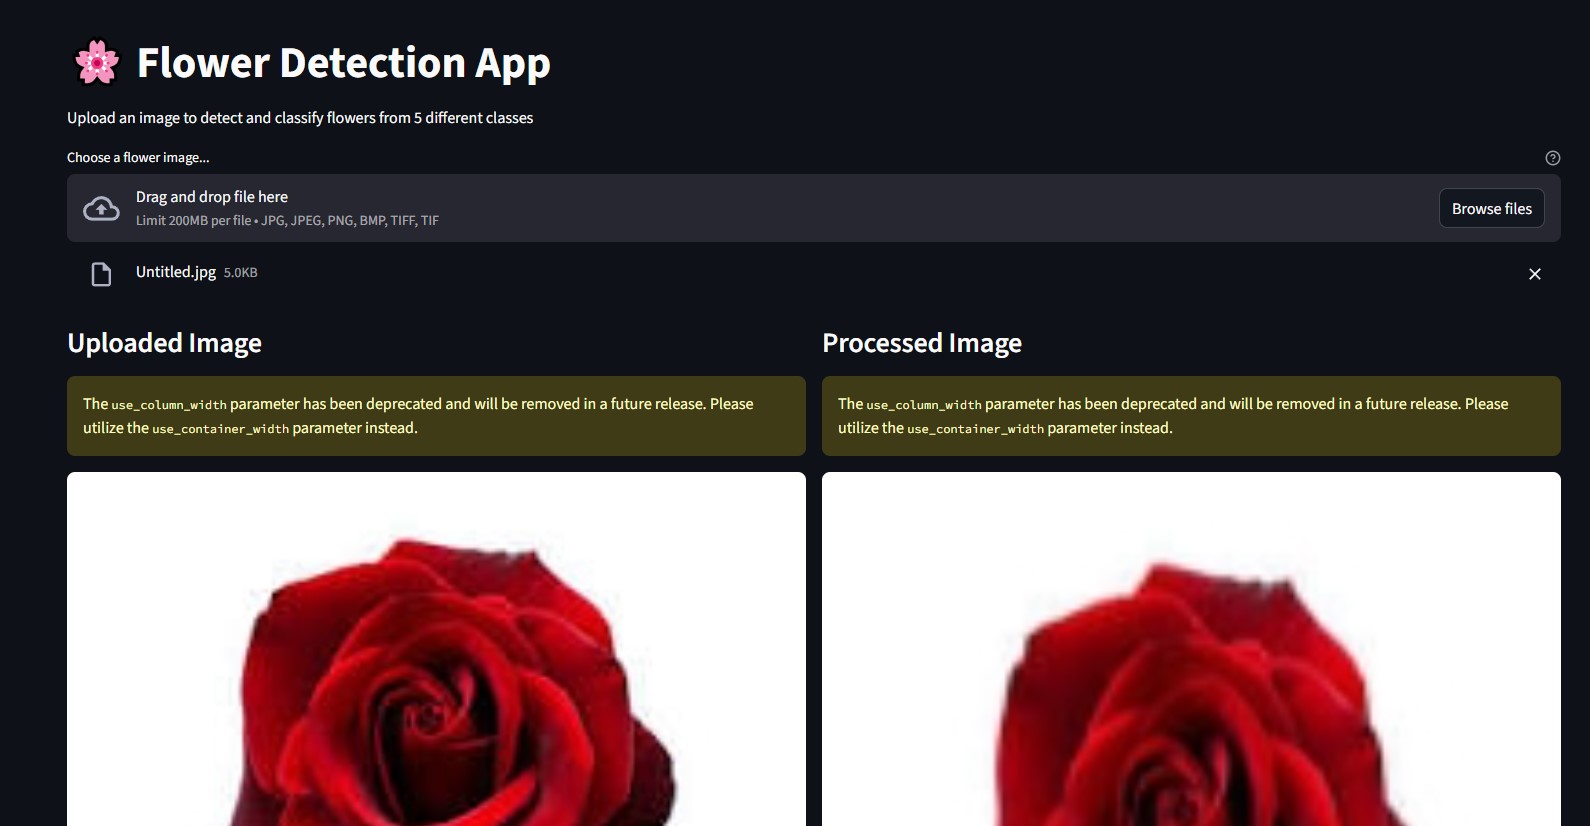 Flower Detection App
Upload an image to detect and classify flowers from 5 different classes
Choose a flower image...
Drag and drop file here
Limit 200MB per file • JPG, JPEG, PNG, BMP, TIFF, TIF
Browse files
Untitled.jpg 5.0KB
Uploaded Image
The use_column_width parameter has been deprecated and will be removed in a future release. Please
utilize the use_container_width parameter instead.
Processed Image
The use_column_width parameter has been deprecated and will be removed in a future release. Please
utilize the use_container_width parameter instead.